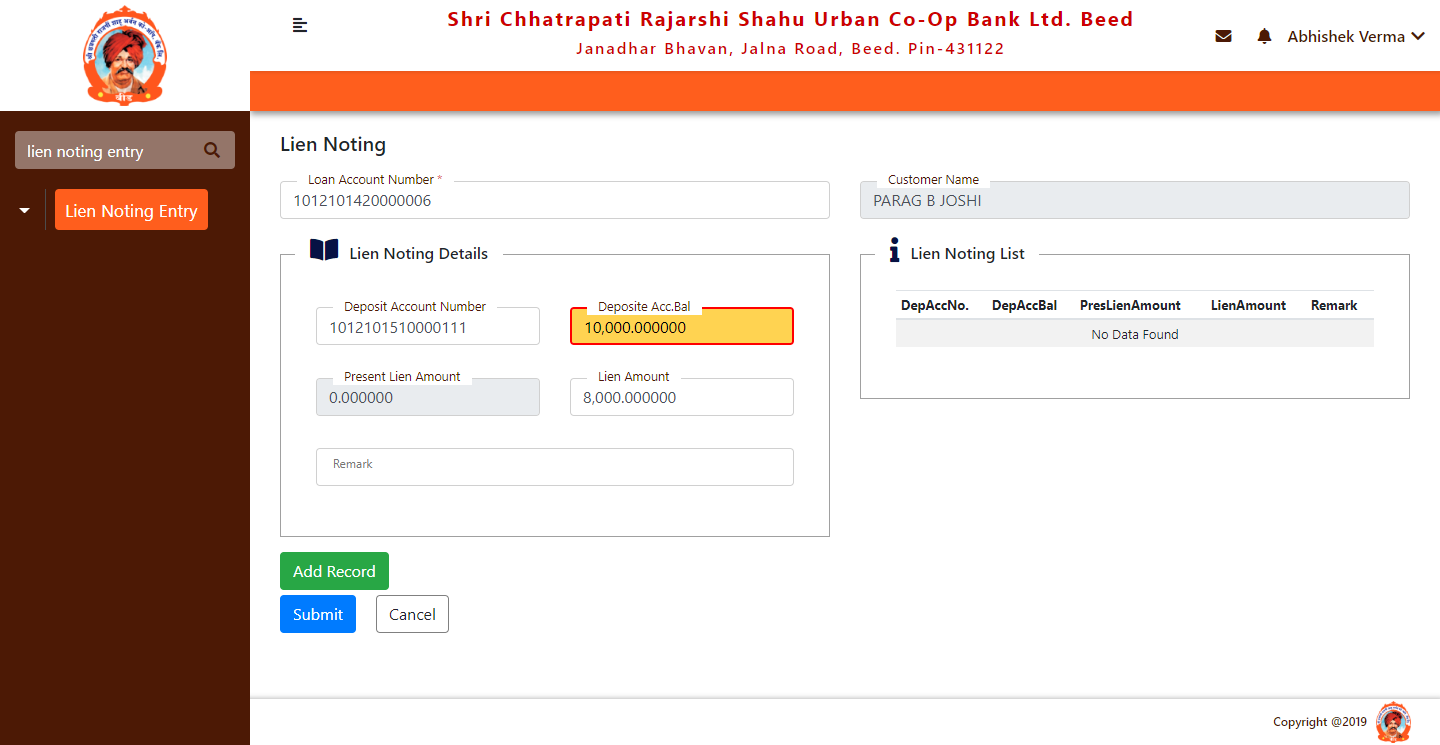 Shri Chhatrapati Rajarshi Shahu Urban Co-Op Bank Ltd. Beed
Janadhar Bhavan, Jalna Road, Beed. Pin-431122
Abhishek Verma
बीड
lien noting entry
Lien Noting Entry
Lien Noting
Loan Account Number *
1012101420000006
Customer Name
PARAG B JOSHI
Lien Noting Details
Deposit Account Number
1012101510000111
Deposite Acc.Bal
10,000.000000
Present Lien Amount
0.000000
Lien Amount
8,000.000000
Remark
Lien Noting List
DepAccNo. DepAccBal PresLienAmount LienAmount Remark
No Data Found
Add Record
Submit Cancel
Copyright @2019